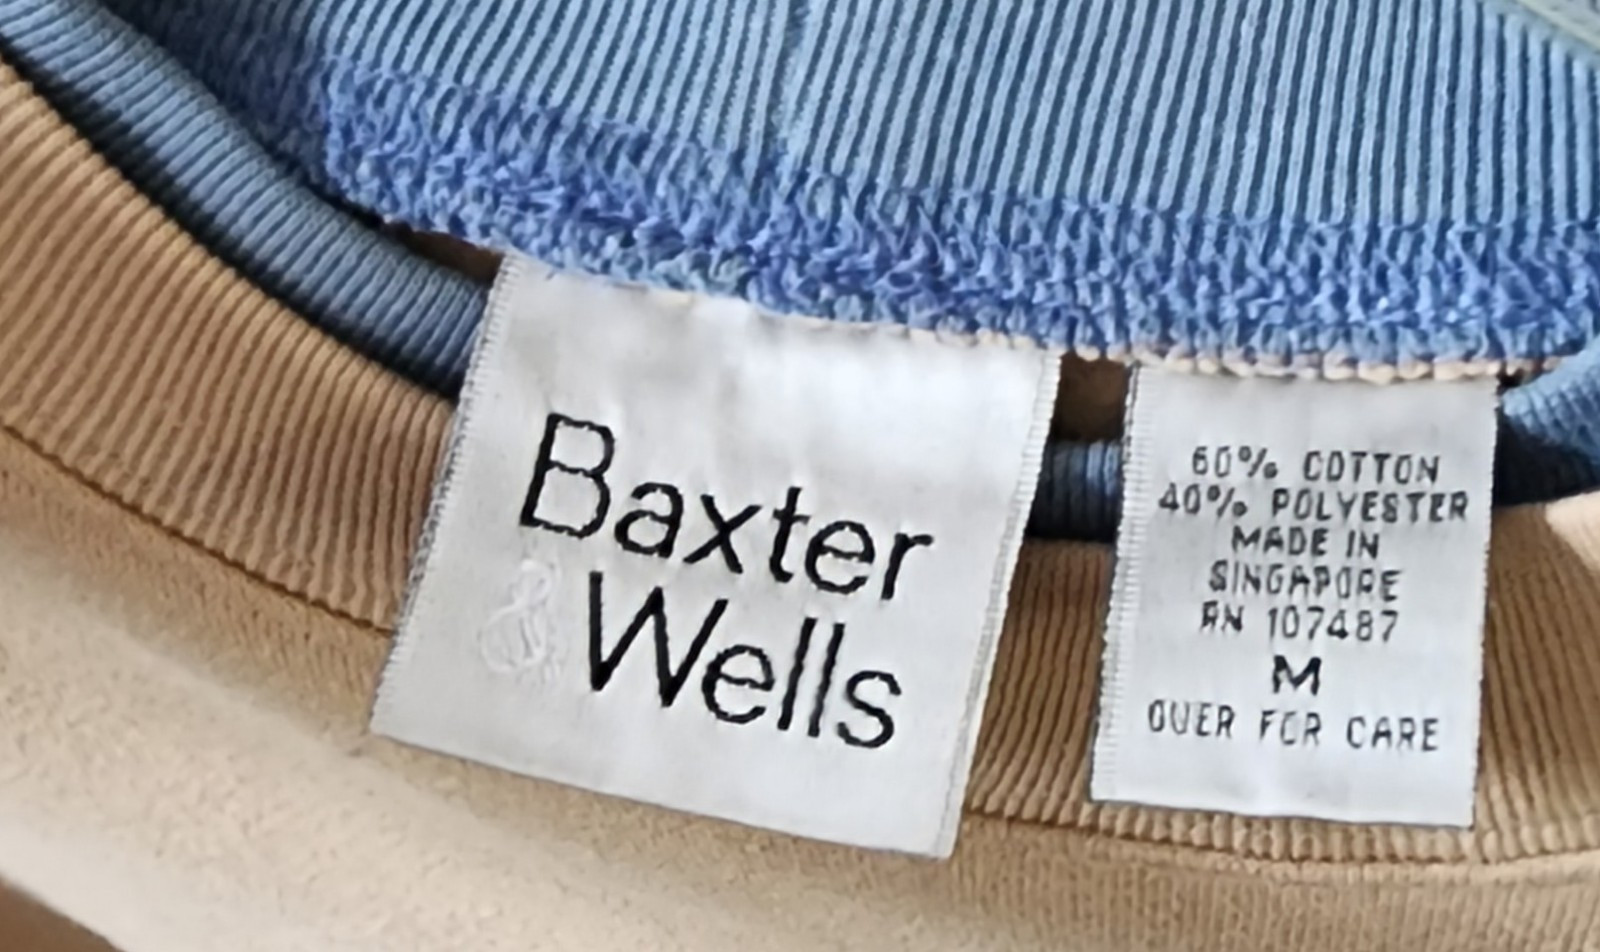 Baxter
& Wells
60% COTTON
40% POLYESTER
MADE IN
SINGAPORE
RN 107487
M
OVER FOR CARE